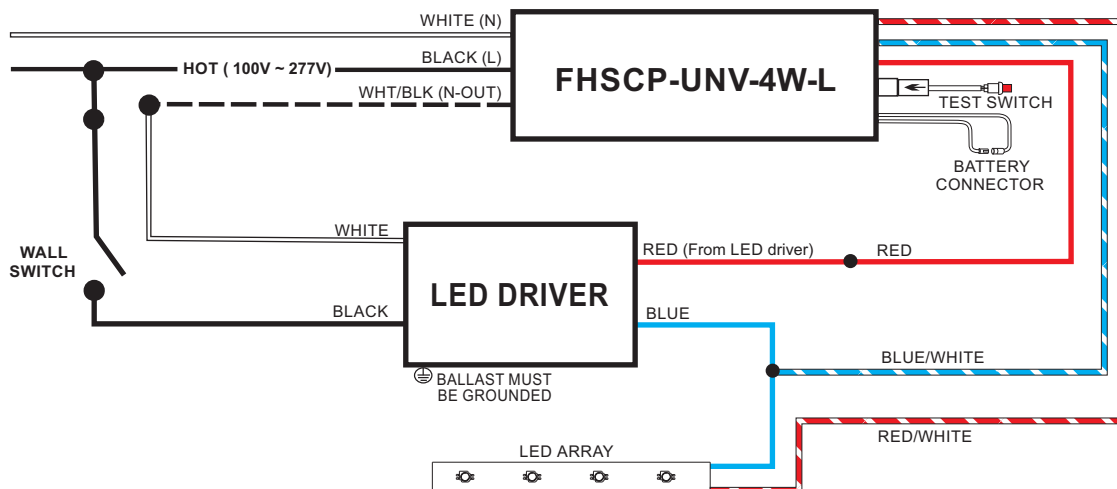 WHITE (N)
BLACK (L)
HOT ( 100V ~ 277V)
WHT/BLK (N-OUT)
FHSCP-UNV-4W-L
TEST SWITCH
BATTERY
CONNECTOR
WHITE
WALL
SWITCH
BLACK
LED DRIVER
RED (From LED driver)
RED
BLUE
BLUE/WHITE
BALLAST MUST
BE GROUNDED
RED/WHITE
LED ARRAY